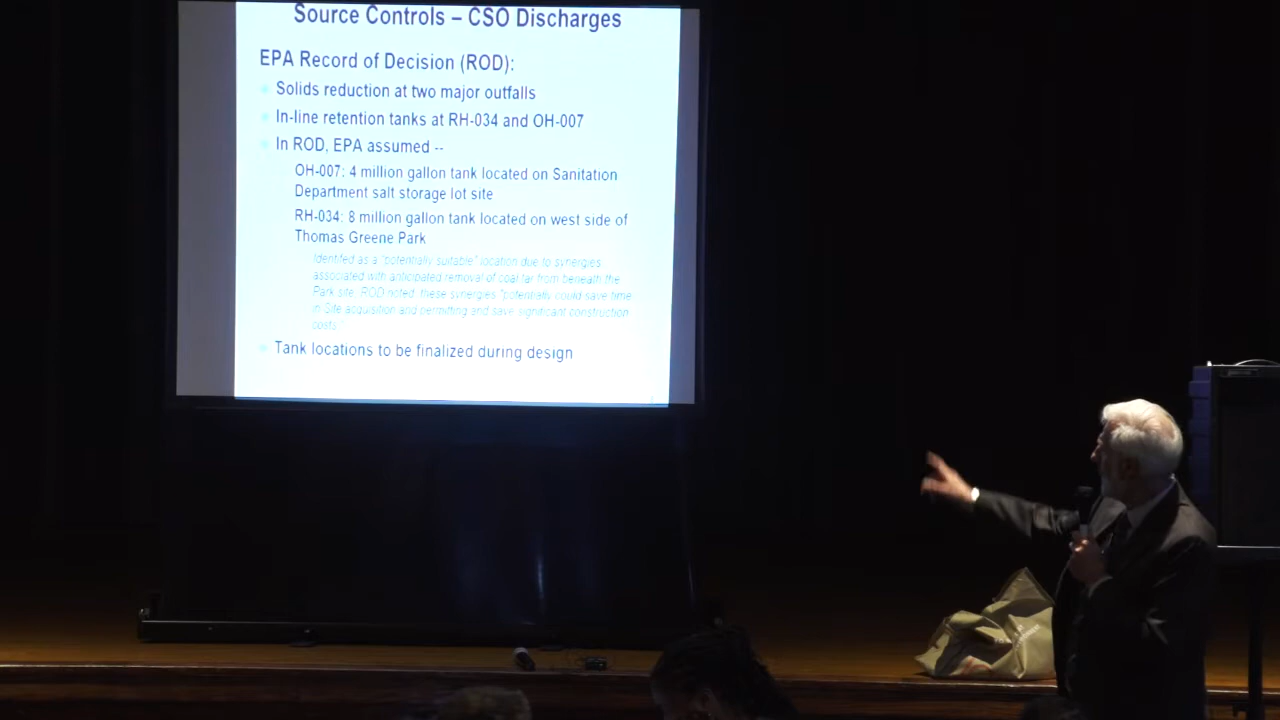 Source Controls – CSO Discharges
EPA Record of Decision (ROD):
Solids reduction at two major outfalls
In-line retention tanks at RH-034 and OH-007
In ROD, EPA assumed --
OH-007: 4 million gallon tank located on Sanitation
Department salt storage lot site
RH-034: 8 million gallon tank located on west side of
Thomas Greene Park
Identifed as a "potentially suitable" location due to synergies
associated with anticipated removal of coal tar from beneath the
Park site. ROD noted: these synergies "potentially could save time
in Site acquisition and permitting and save significant construction
costs."
Tank locations to be finalized during design